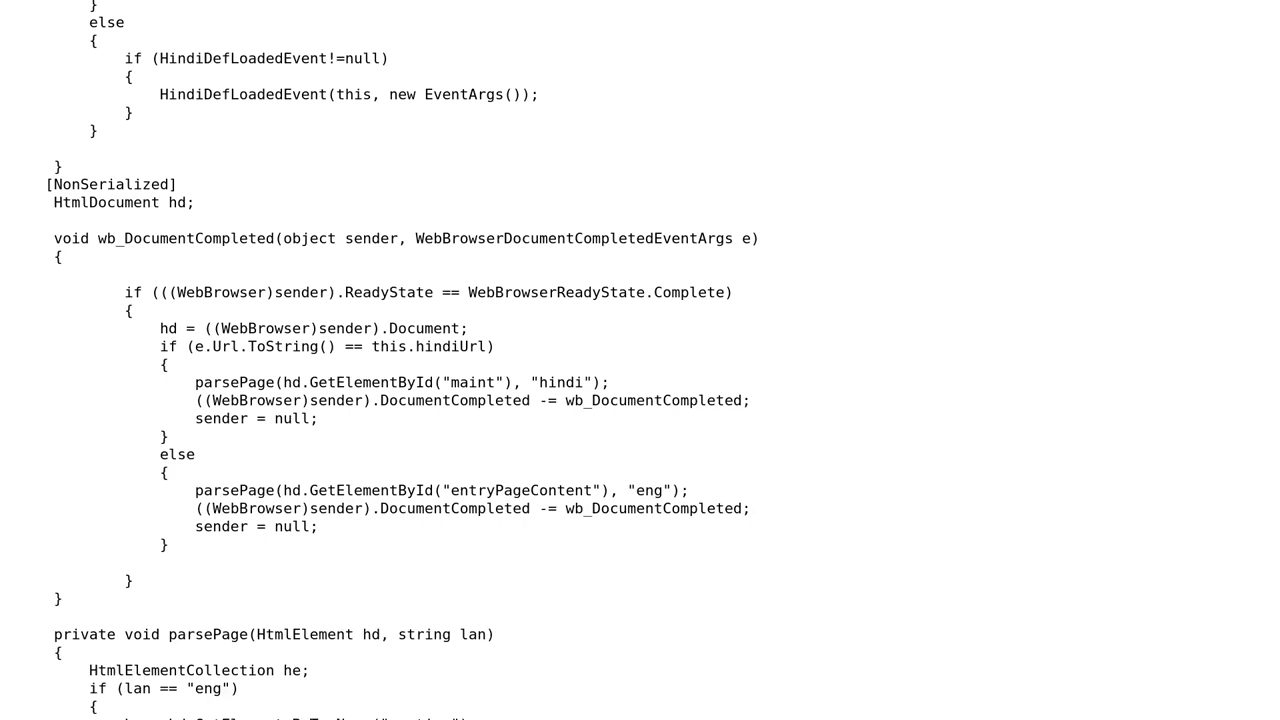 }
else
{
if (HindiDefLoadedEvent!=null)
{
HindiDefLoadedEvent(this, new EventArgs());
}
}
}
[NonSerialized]
HtmlDocument hd;
void wb_DocumentCompleted(object sender, WebBrowserDocumentCompletedEventArgs e)
{
if (((WebBrowser)sender).ReadyState == WebBrowserReadyState.Complete)
{
hd = ((WebBrowser)sender).Document;
if (e.Url.ToString() == this.hindiUrl)
{
parsePage(hd.GetElementById("maint"), "hindi");
((WebBrowser)sender).DocumentCompleted -= wb_DocumentCompleted;
sender = null;
}
else
{
parsePage(hd.GetElementById("entryPageContent"), "eng");
((WebBrowser)sender).DocumentCompleted -= wb_DocumentCompleted;
sender = null;
}
}
}
private void parsePage(HtmlElement hd, string lan)
{
HtmlElementCollection he;
if (lan == "eng")
{